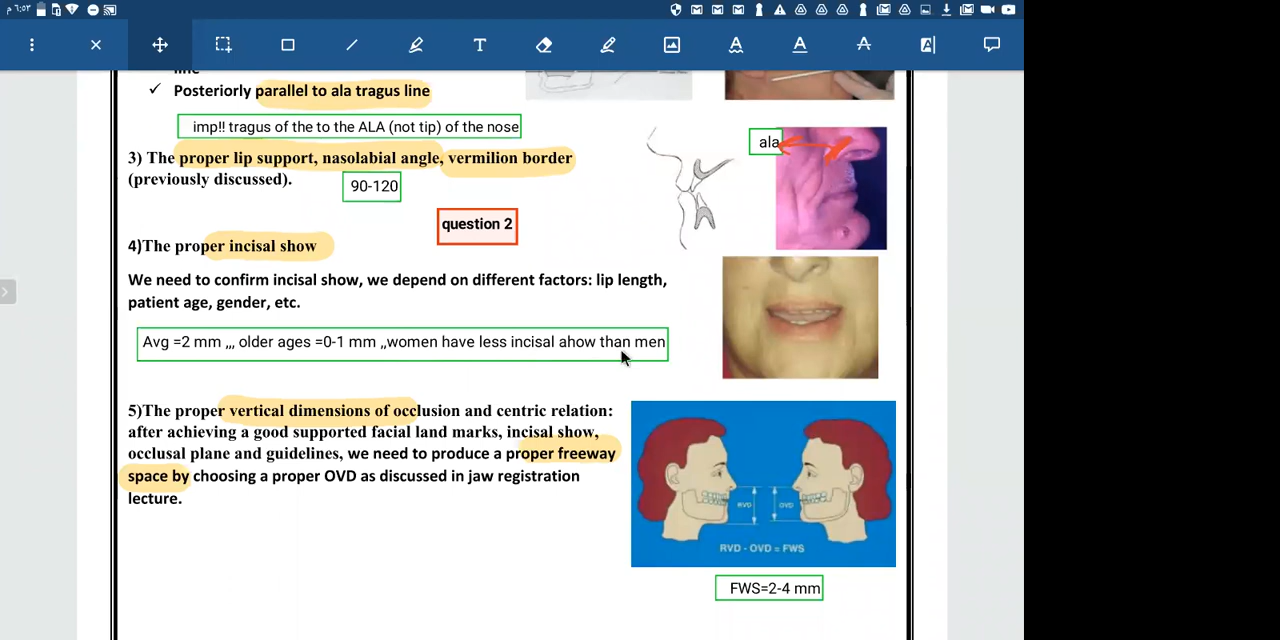 م ٦:٥٢
line
✓ Posteriorly parallel to ala tragus line
imp!! tragus of the to the ALA (not tip) of the nose
ala
3) The proper lip support, nasolabial angle, vermilion border
(previously discussed).
90-120
question 2
4)The proper incisal show
We need to confirm incisal show, we depend on different factors: lip length,
patient age, gender, etc.
Avg =2 mm ,,, older ages =0-1 mm ,,women have less incisal ahow than men
5)The proper vertical dimensions of occlusion and centric relation:
after achieving a good supported facial land marks, incisal show,
occlusal plane and guidelines, we need to produce a proper freeway
space by choosing a proper OVD as discussed in jaw registration
lecture.
RVD
OVD
RVD - OVD = FWS
FWS=2-4 mm